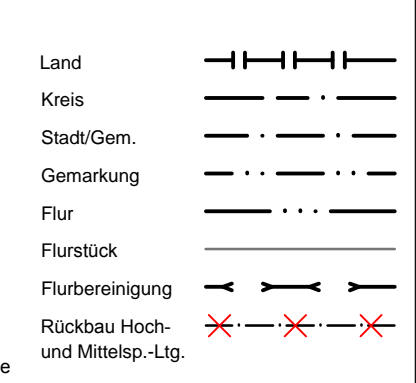 Land
Kreis
Stadt/Gem.
Gemarkung
Flur
Flurstück
Flurbereinigung
Rückbau Hoch-
und Mittelsp.-Ltg.
e